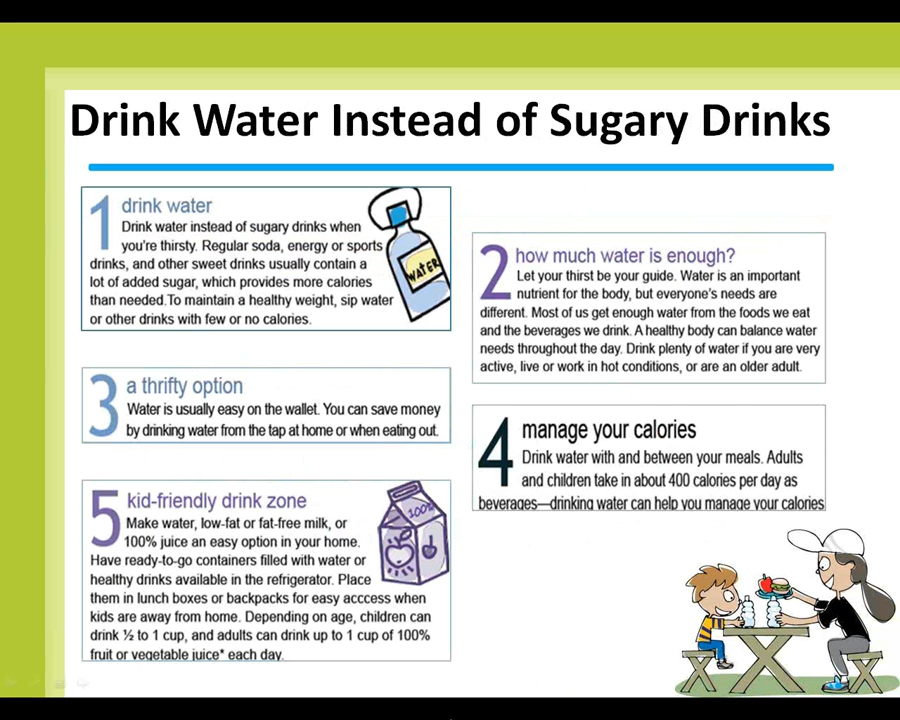 Drink Water Instead of Sugary Drinks
1 drink water
Drink water instead of sugary drinks when
you're thirsty. Regular soda, energy or sports
drinks, and other sweet drinks usually contain a
lot of added sugar, which provides more calories
than needed. To maintain a healthy weight, sip water
or other drinks with few or no calories.
WATER
2 how much water is enough?
Let your thirst be your guide. Water is an important
nutrient for the body, but everyone's needs are
different. Most of us get enough water from the foods we eat
and the beverages we drink. A healthy body can balance water
needs throughout the day. Drink plenty of water if you are very
active, live or work in hot conditions, or are an older adult.
3 a thrifty option
Water is usually easy on the wallet. You can save money
by drinking water from the tap at home or when eating out.
4 manage your calories
Drink water with and between your meals. Adults
and children take in about 400 calories per day as
beverages—drinking water can help you manage your calories
5 kid-friendly drink zone
Make water, low-fat or fat-free milk, or
100% juice an easy option in your home.
Have ready-to-go containers filled with water or
healthy drinks available in the refrigerator. Place
them in lunch boxes or backpacks for easy acccess when
kids are away from home. Depending on age, children can
drink ½ to 1 cup, and adults can drink up to 1 cup of 100%
fruit or vegetable juice* each day.
100%